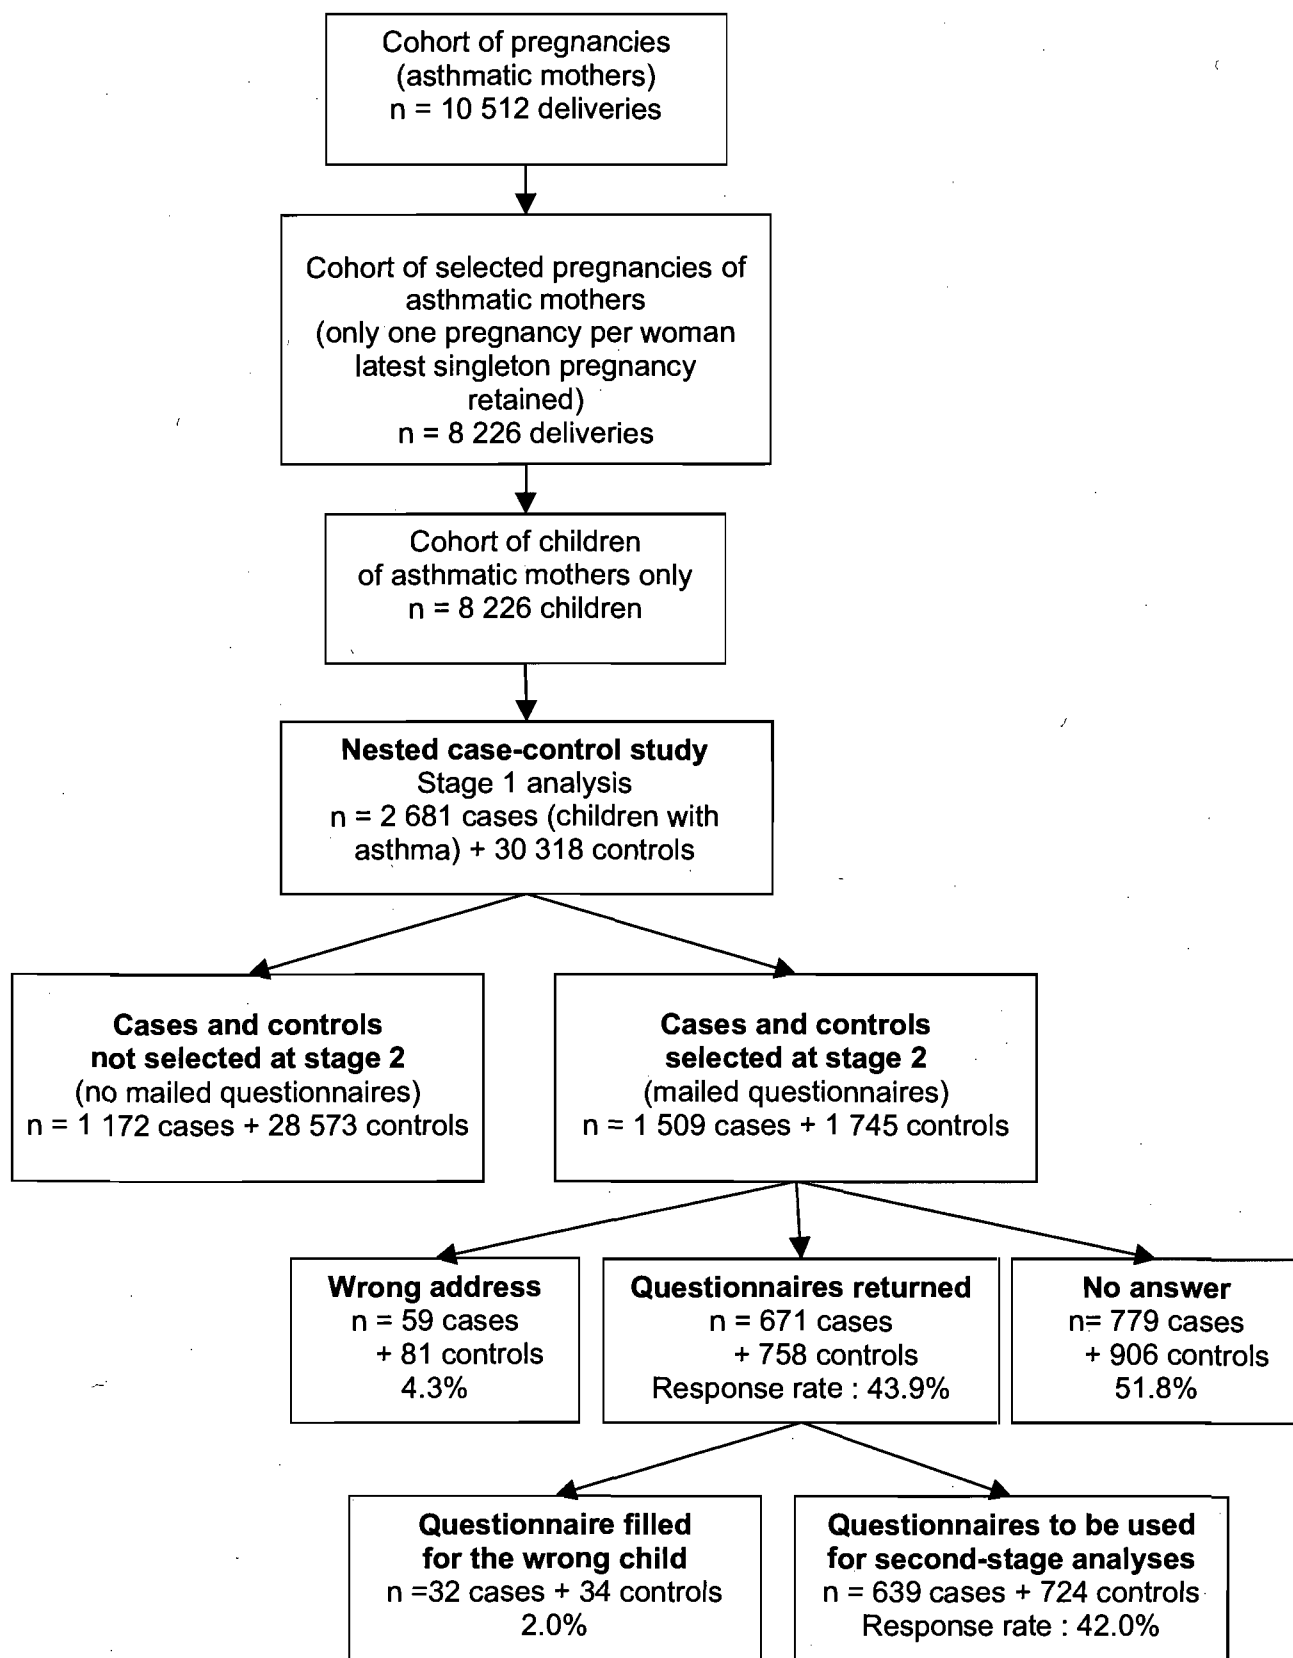 Cohort of pregnancies
(asthmatic mothers)
n = 10 512 deliveries
Cohort of selected pregnancies of
asthmatic mothers
(only one pregnancy per woman
latest singleton pregnancy
retained)
n = 8 226 deliveries
Cohort of children
of asthmatic mothers only
n = 8 226 children
Nested case-control study
Stage 1 analysis
n = 2 681 cases (children with
asthma) + 30 318 controls
Cases and controls
not selected at stage 2
(no mailed questionnaires)
n = 1 172 cases + 28 573 controls
Cases and controls
selected at stage 2
(mailed questionnaires)
n = 1 509 cases + 1 745 controls
Wrong address
n = 59 cases
+ 81 controls
4.3%
Questionnaires returned
n = 671 cases
+ 758 controls
Response rate : 43.9%
No answer
n= 779 cases
+ 906 controls
51.8%
Questionnaire filled
for the wrong child
n =32 cases + 34 controls
2.0%
Questionnaires to be used
for second-stage analyses
n = 639 cases + 724 controls
Response rate : 42.0%